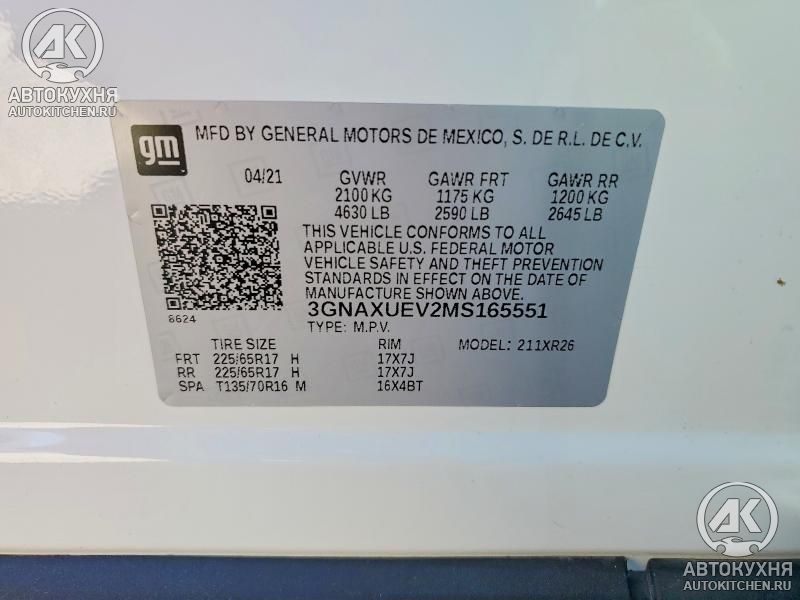 AK
АВТОКУХНЯ
AUTOKITCHEN.RU
gm
MFD BY GENERAL MOTORS DE MEXICO, S. DE R.L. DE C.V.
04/21 GVWR GAWR FRT GAWR RR
2100 KG 1175 KG 1200 KG
4630 LB 2590 LB 2645 LB
THIS VEHICLE CONFORMS TO ALL
APPLICABLE U.S. FEDERAL MOTOR
VEHICLE SAFETY AND THEFT PREVENTION
STANDARDS IN EFFECT ON THE DATE OF
MANUFACTURE SHOWN ABOVE.
8624
3GNAXUEV2MS165551
TYPE: M.P.V.
TIRE SIZE RIM MODEL: 211XR26
FRT 225/65R17 H 17X7J
RR 225/65R17 H 17X7J
SPA T135/70R16 M 16X4BT
AK
АВТОКУХНЯ
AUTOKITCHEN.RU